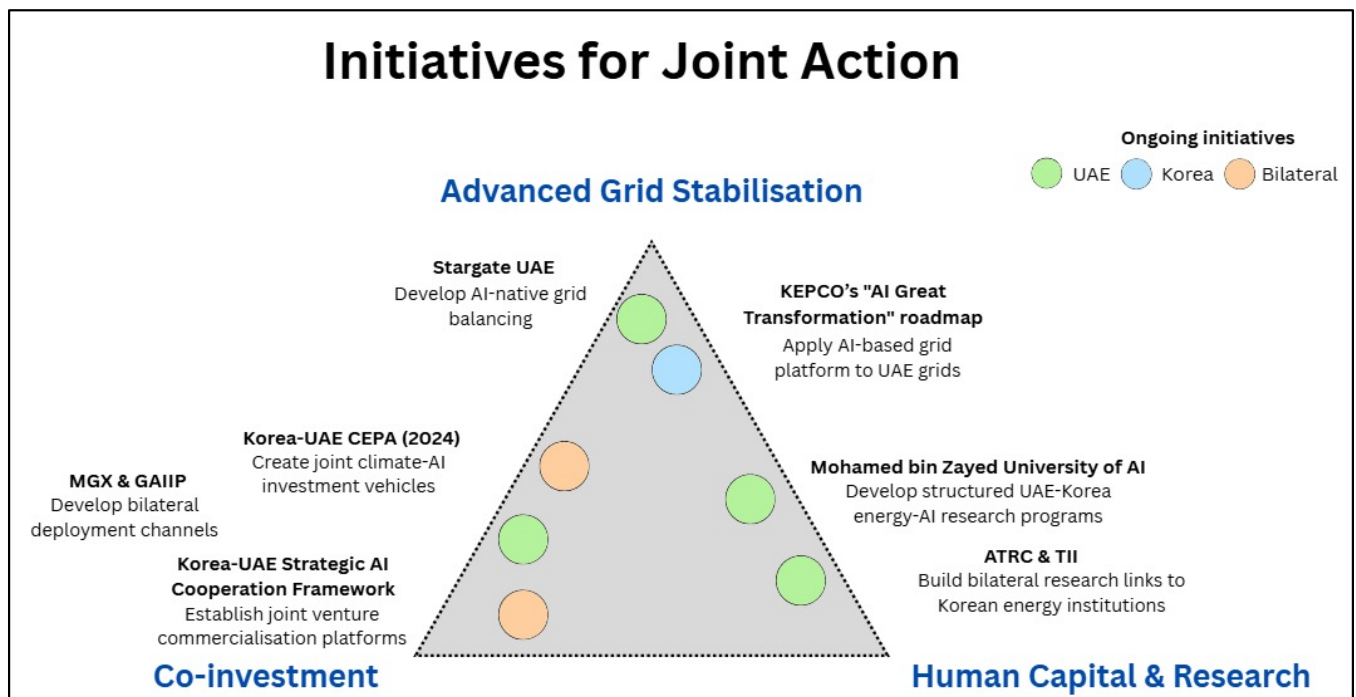 Initiatives for Joint Action
Ongoing initiatives
UAE
Korea
Bilateral
Advanced Grid Stabilisation
Stargate UAE
Develop AI-native grid
balancing
KEPCO’s "AI Great
Transformation" roadmap
Apply AI-based grid
platform to UAE grids
Korea-UAE CEPA (2024)
Create joint climate-AI
investment vehicles
MGX & GAIIP
Develop bilateral
deployment channels
Korea-UAE Strategic AI
Cooperation Framework
Establish joint venture
commercialisation platforms
Mohamed bin Zayed University of AI
Develop structured UAE-Korea
energy-AI research programs
ATRC & TII
Build bilateral research links to
Korean energy institutions
Co-investment
Human Capital & Research